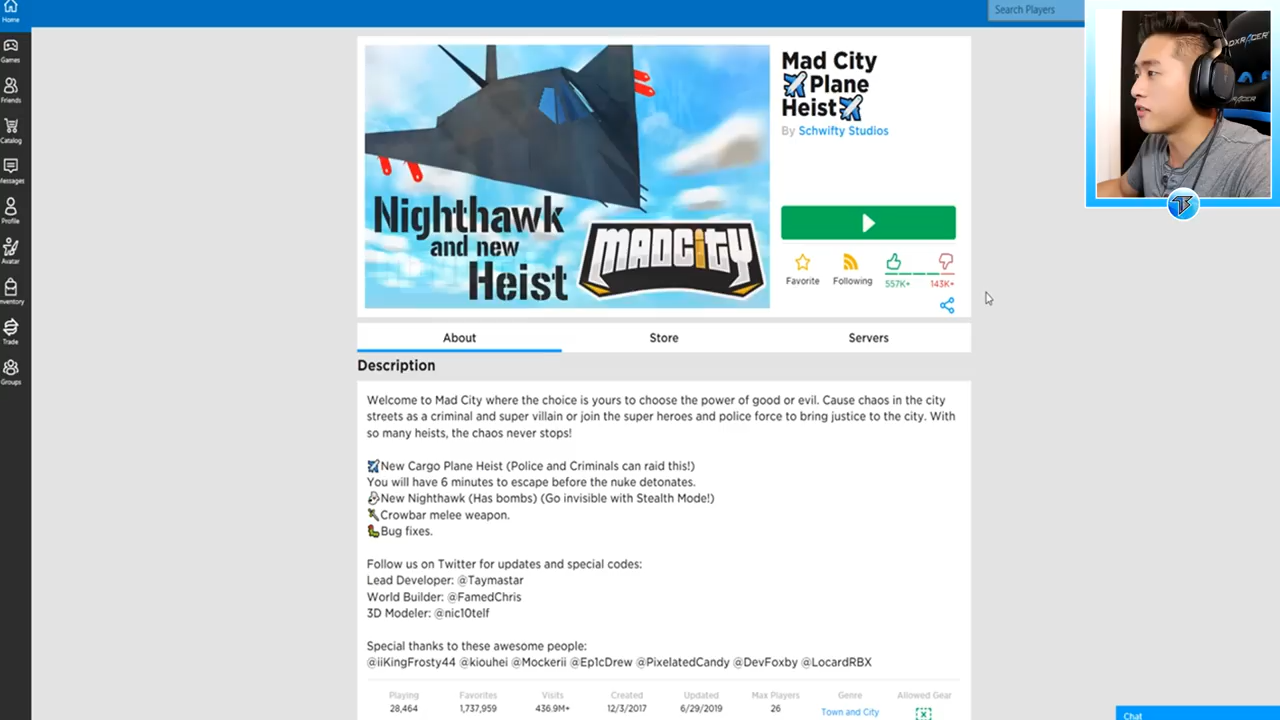 Home
Search Players
Games
Friends
Catalog
Messages
Profile
Avatar
Inventory
Trade
Groups
DXRACER
Nighthawk
and new
Heist
MADCITY
Mad City
✈️Plane
Heist✈️
By Schwifty Studios
Favorite
Following
557K+
143K+
About
Store
Servers
Description
Welcome to Mad City where the choice is yours to choose the power of good or evil. Cause chaos in the city
streets as a criminal and super villain or join the super heroes and police force to bring justice to the city. With
so many heists, the chaos never stops!
✈️New Cargo Plane Heist (Police and Criminals can raid this!)
You will have 6 minutes to escape before the nuke detonates.
New Nighthawk (Has bombs) (Go invisible with Stealth Mode!)
Crowbar melee weapon.
🐛Bug fixes.
Follow us on Twitter for updates and special codes:
Lead Developer: @Taymastar
World Builder: @FamedChris
3D Modeler: @nic10telf
Special thanks to these awesome people:
@iiKingFrosty44 @kiouhei @Mockerii @Ep1cDrew @PixelatedCandy @DevFoxby @LocardRBX
Playing Favorites Visits Created Updated Max Players Genre Allowed Gear
28,464 1,737,959 436.9M+ 12/3/2017 6/29/2019 26 Town and City
Chat